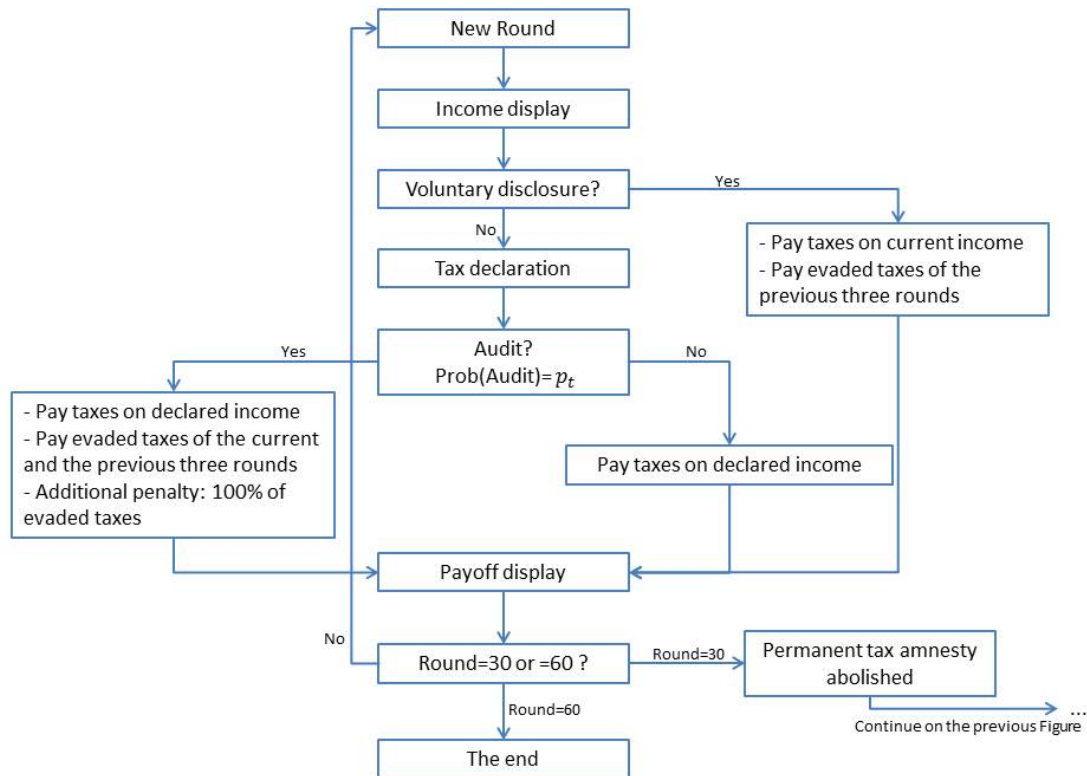 New Round
Income display
Voluntary disclosure?
Yes
No
- Pay taxes on current income
- Pay evaded taxes of the
previous three rounds
Tax declaration
Audit?
Prob(Audit)= pₜ
Yes
No
- Pay taxes on declared income
- Pay evaded taxes of the current
and the previous three rounds
- Additional penalty: 100% of
evaded taxes
Pay taxes on declared income
Payoff display
No
Round=30 or =60 ?
Round=30
Permanent tax amnesty
abolished
...
Continue on the previous Figure
Round=60
The end